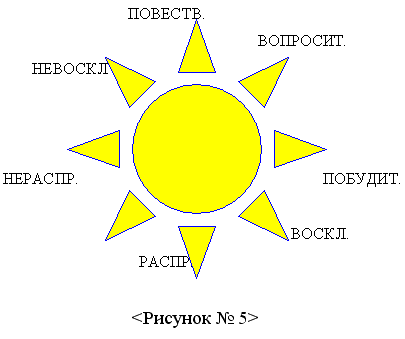 ПОВЕСТВ.
ВОПРОСИТ.
НЕВОСКЛ
НЕРАСПР.
ПОБУДИТ.
ВОСКЛ.
РАСПР
<Рисунок № 5>